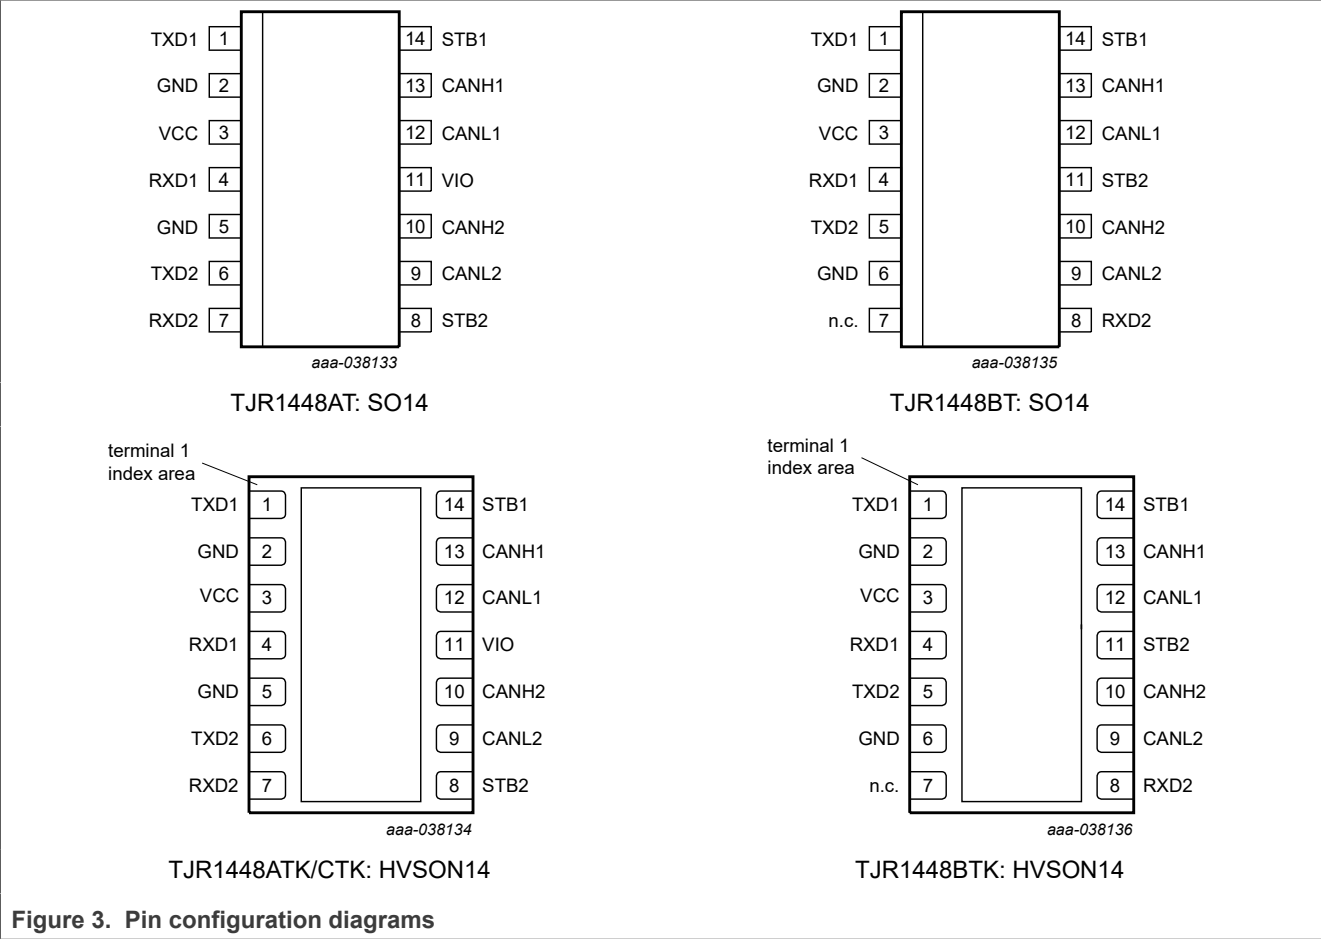 TXD1 1 14 STB1
GND 2 13 CANH1
VCC 3 12 CANL1
RXD1 4 11 VIO
GND 5 10 CANH2
TXD2 6 9 CANL2
RXD2 7 8 STB2
aaa-038133
TJR1448AT: SO14
TXD1 1 14 STB1
GND 2 13 CANH1
VCC 3 12 CANL1
RXD1 4 11 STB2
TXD2 5 10 CANH2
GND 6 9 CANL2
n.c. 7 8 RXD2
aaa-038135
TJR1448BT: SO14
terminal 1
index area
TXD1 1 14 STB1
GND 2 13 CANH1
VCC 3 12 CANL1
RXD1 4 11 VIO
GND 5 10 CANH2
TXD2 6 9 CANL2
RXD2 7 8 STB2
aaa-038134
TJR1448ATK/CTK: HVSON14
terminal 1
index area
TXD1 1 14 STB1
GND 2 13 CANH1
VCC 3 12 CANL1
RXD1 4 11 STB2
TXD2 5 10 CANH2
GND 6 9 CANL2
n.c. 7 8 RXD2
aaa-038136
TJR1448BTK: HVSON14
Figure 3. Pin configuration diagrams